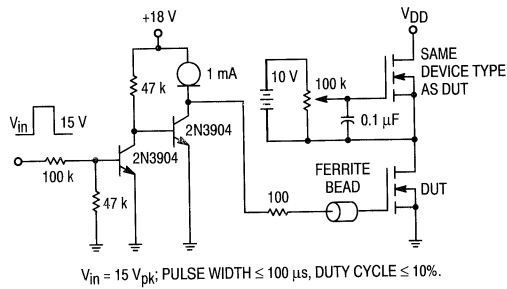 +18 V
VDD
1 mA
47 k
Vin
15 V
2N3904
2N3904
100 k
47 k
10 V
100 k
0.1 µF
SAME
DEVICE TYPE
AS DUT
FERRITE
BEAD
100
DUT
Vin = 15 Vpk; PULSE WIDTH ≤ 100 µs, DUTY CYCLE ≤ 10%.